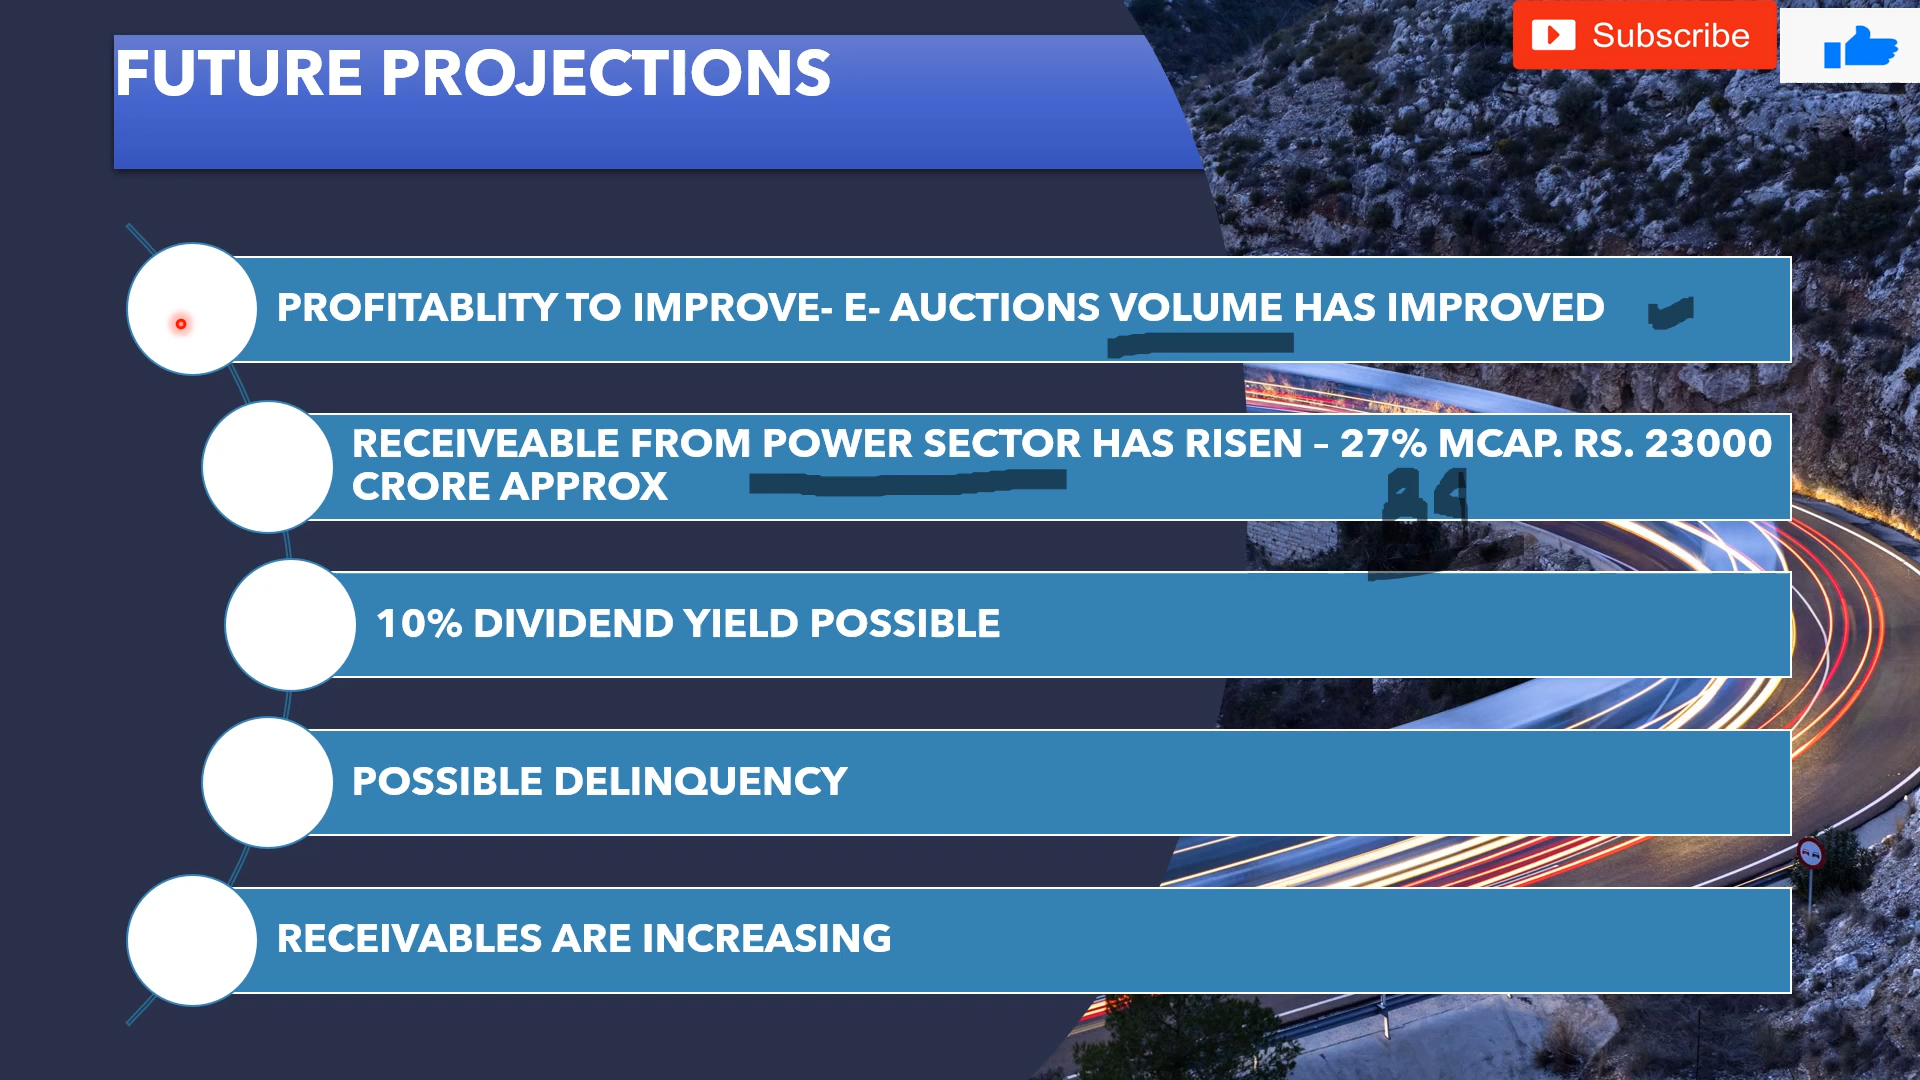 FUTURE PROJECTIONS
Subscribe
PROFITABLITY TO IMPROVE- E- AUCTIONS VOLUME HAS IMPROVED
RECEIVEABLE FROM POWER SECTOR HAS RISEN – 27% MCAP. RS. 23000
CRORE APPROX
10% DIVIDEND YIELD POSSIBLE
POSSIBLE DELINQUENCY
RECEIVABLES ARE INCREASING